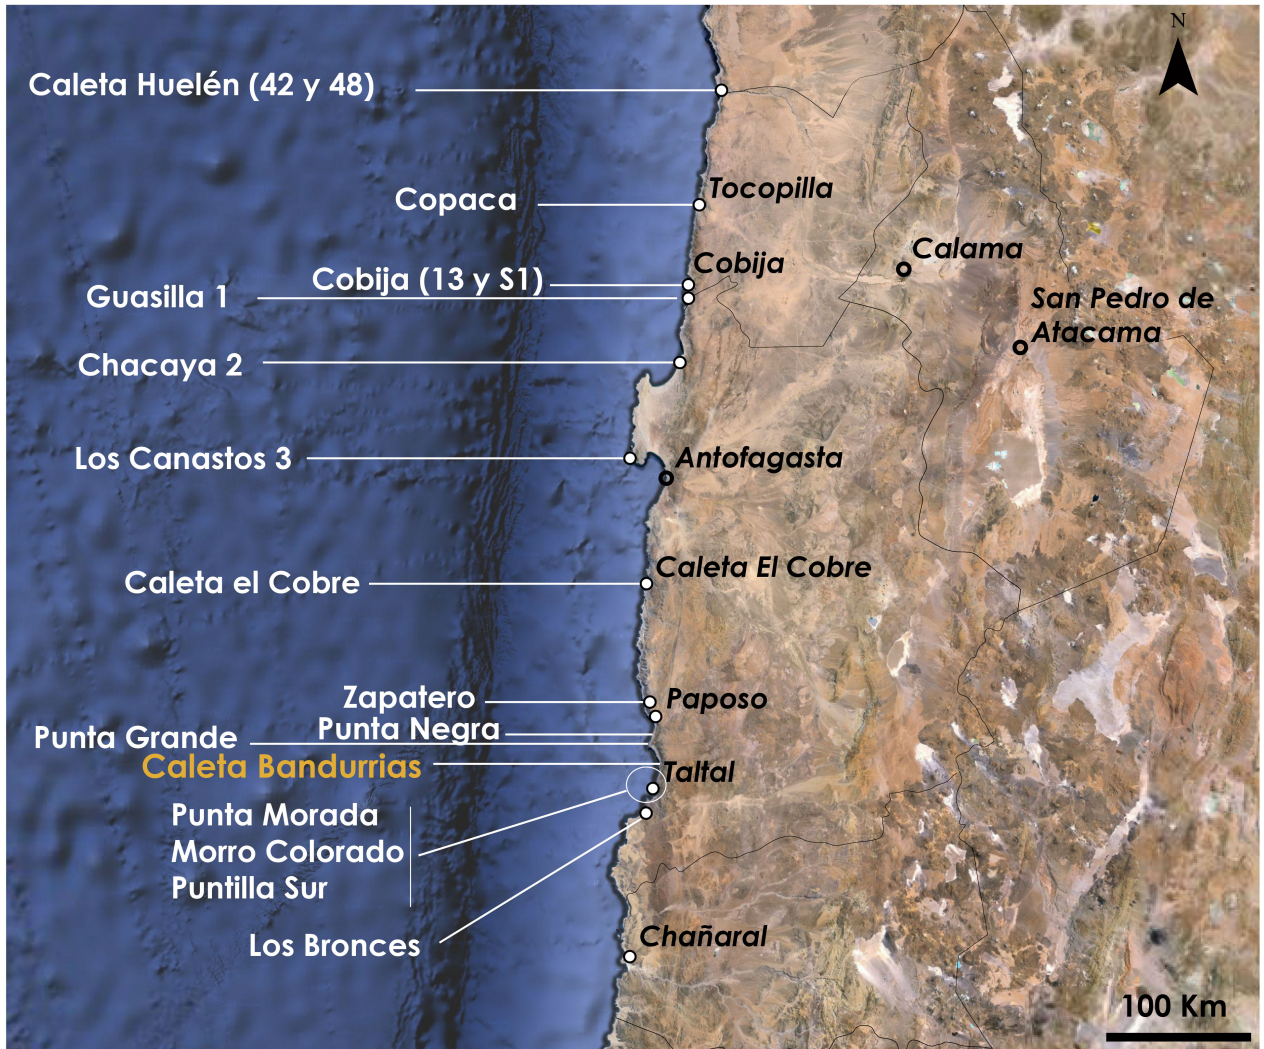 N
Caleta Huelén (42 y 48)
Tocopilla
Copaca
Calama
Cobija
Cobija (13 y S1)
Guasilla 1
San Pedro de
Atacama
Chacaya 2
Los Canastos 3
Antofagasta
Caleta El Cobre
Caleta el Cobre
Zapatero
Paposo
Punta Negra
Punta Grande
Caleta Bandurrias
Taltal
Punta Morada
Morro Colorado
Puntilla Sur
Los Bronces
Chañaral
100 Km